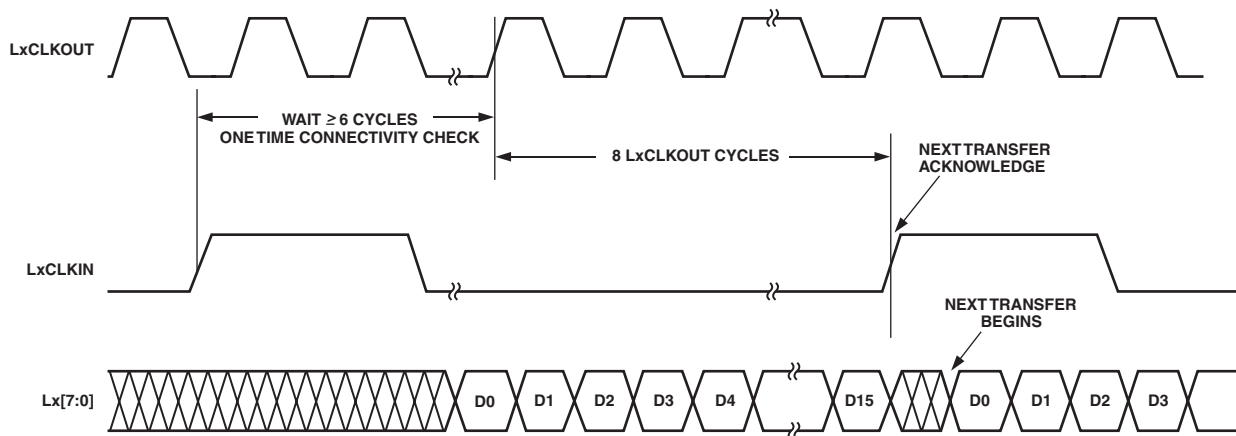 LxCLKOUT
WAIT ≥ 6 CYCLES
ONE TIME CONNECTIVITY CHECK
8 LxCLKOUT CYCLES
NEXT TRANSFER
ACKNOWLEDGE
LxCLKIN
NEXT TRANSFER
BEGINS
Lx[7:0]
D0 D1 D2 D3 D4 D15 D0 D1 D2 D3